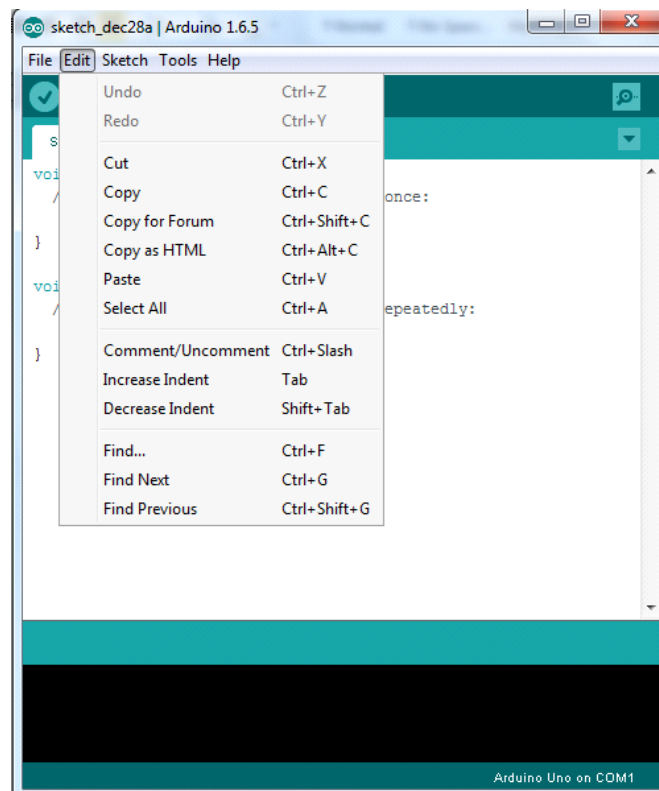 sketch_dec28a | Arduino 1.6.5
File Edit Sketch Tools Help
Undo Ctrl+Z
Redo Ctrl+Y
s
Cut Ctrl+X
voi
Copy Ctrl+C
/ once:
Copy for Forum Ctrl+Shift+C
}
Copy as HTML Ctrl+Alt+C
Paste Ctrl+V
voi
Select All Ctrl+A
/ epeatedly:
Comment/Uncomment Ctrl+Slash
}
Increase Indent Tab
Decrease Indent Shift+Tab
Find... Ctrl+F
Find Next Ctrl+G
Find Previous Ctrl+Shift+G
Arduino Uno on COM1